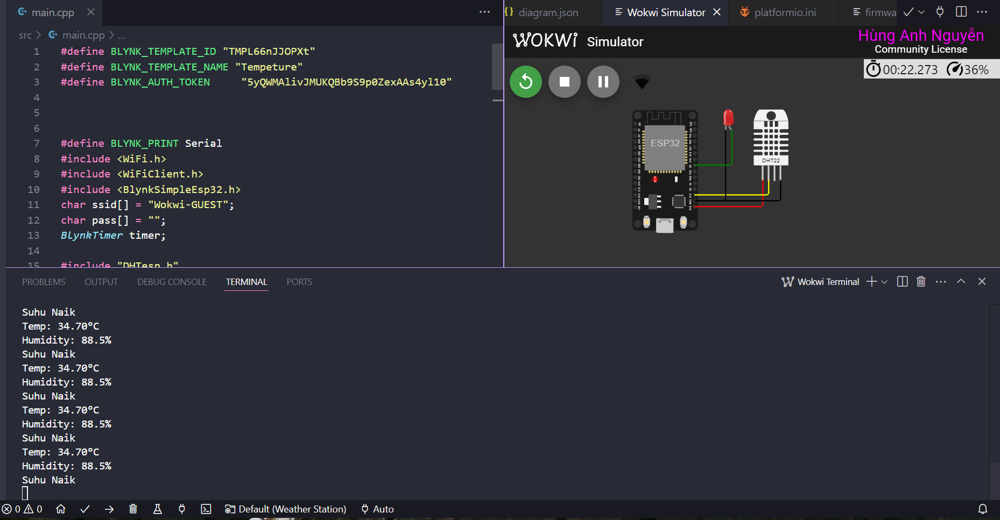 main.cpp
diagram.json
Wokwi Simulator
platformio.ini
firmwa
src > main.cpp > ...
1 #define BLYNK_TEMPLATE_ID "TMPL66nJJOPXt"
2 #define BLYNK_TEMPLATE_NAME "Tempeture"
3 #define BLYNK_AUTH_TOKEN "5yQWMAlivJMUKQBb9S9p0ZexAAs4yl10"
4
5
6
7 #define BLYNK_PRINT Serial
8 #include <WiFi.h>
9 #include <WiFiClient.h>
10 #include <BlynkSimpleEsp32.h>
11 char ssid[] = "Wokwi-GUEST";
12 char pass[] = "";
13 BlynkTimer timer;
14
15 #include "DHTesp.h"
WOKWi Simulator
Hùng Anh Nguyễn
Community License
00:22.273 36%
ESP32
DHT22
PROBLEMS OUTPUT DEBUG CONSOLE TERMINAL PORTS
Wokwi Terminal
Suhu Naik
Temp: 34.70°C
Humidity: 88.5%
Suhu Naik
Temp: 34.70°C
Humidity: 88.5%
Suhu Naik
Temp: 34.70°C
Humidity: 88.5%
Suhu Naik
Temp: 34.70°C
Humidity: 88.5%
Suhu Naik
0 0 Default (Weather Station) Auto